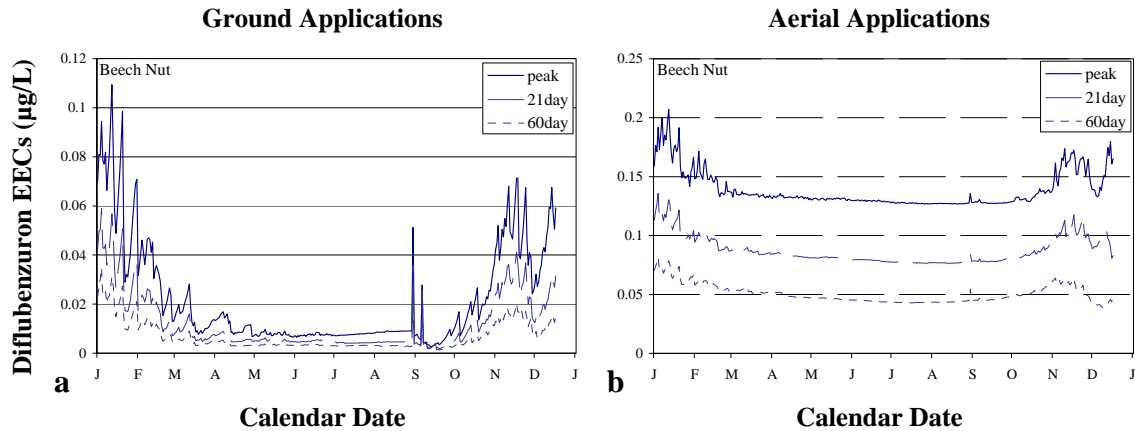 Ground Applications
Aerial Applications
Diflubenzuron EECs (µg/L)
0.12
0.1
0.08
0.06
0.04
0.02
0
Beech Nut
peak
21day
60day
J F M A M J J A S O N D J
a
Calendar Date
0.25
0.2
0.15
0.1
0.05
0
Beech Nut
peak
21day
60day
J F M A M J J A S O N D J
b
Calendar Date